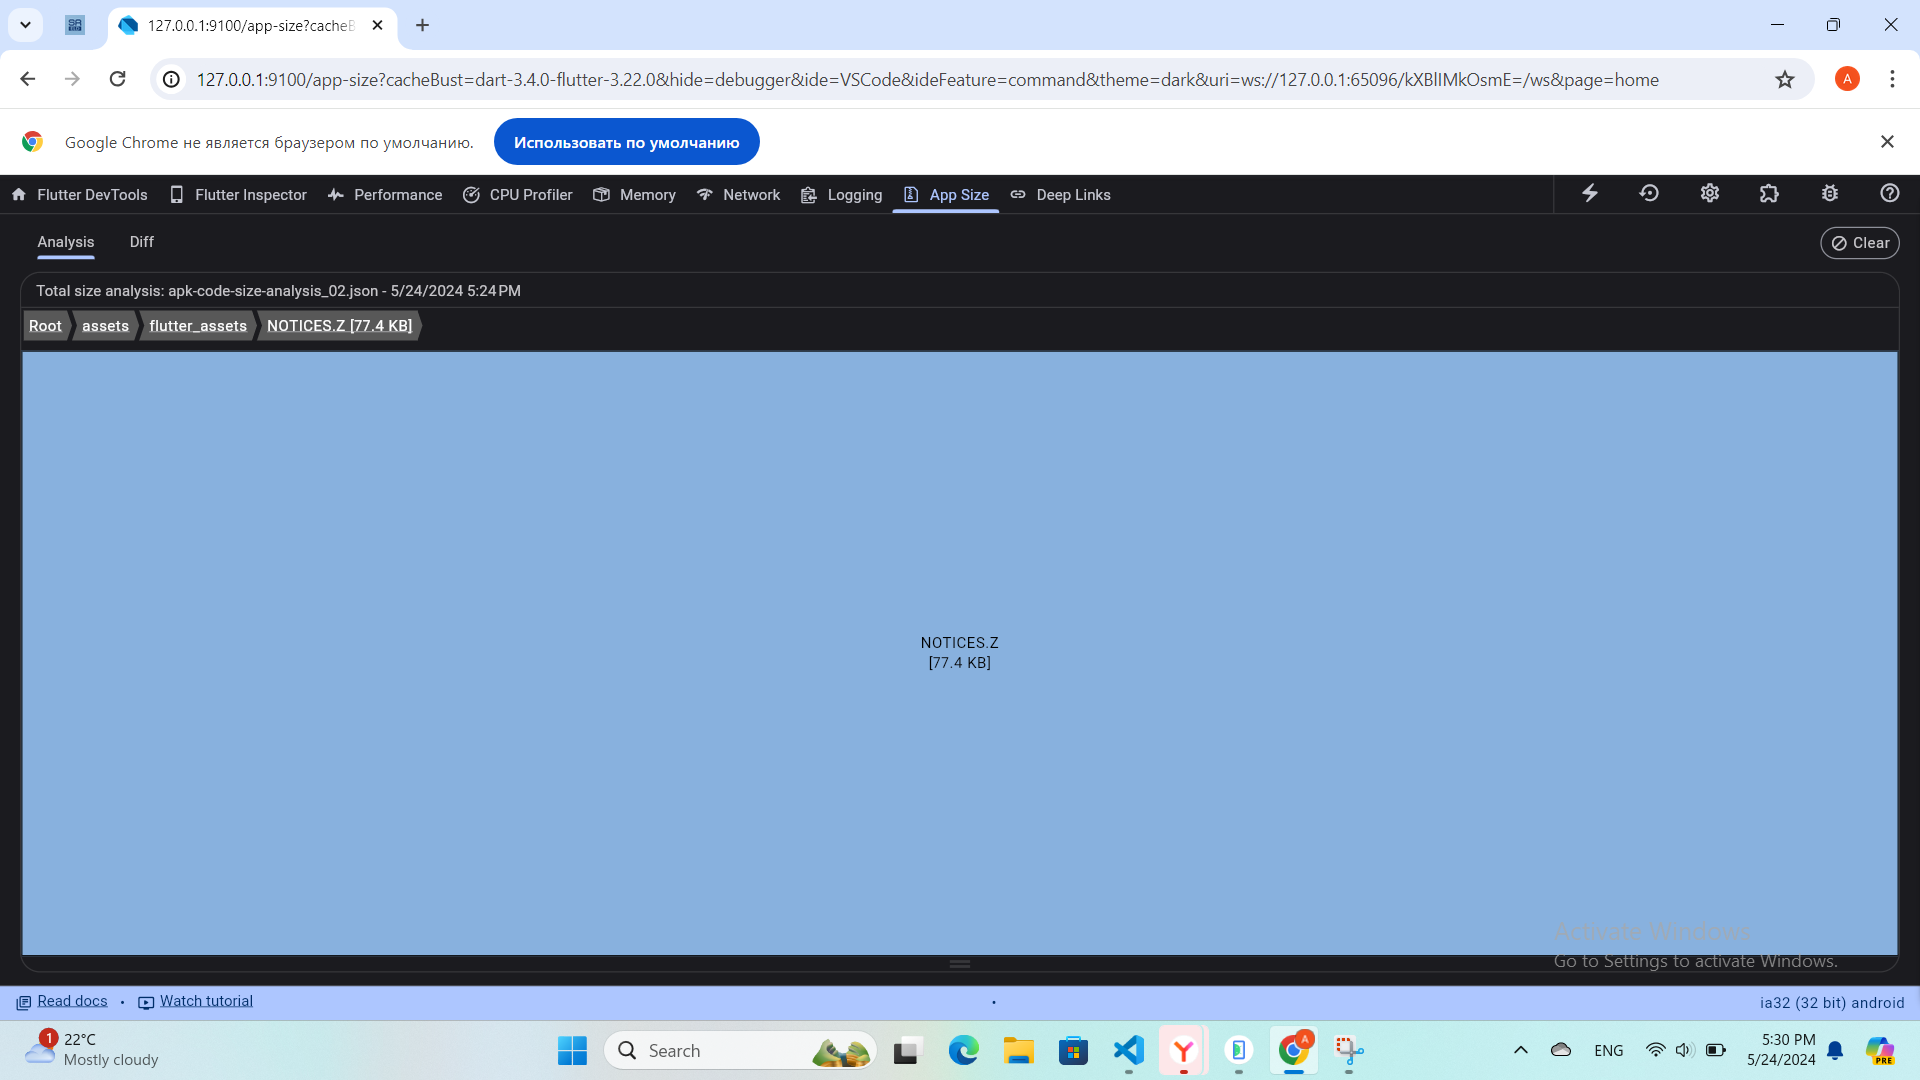 127.0.0.1:9100/app-size?cacheB
127.0.0.1:9100/app-size?cacheBust=dart-3.4.0-flutter-3.22.0&hide=debugger&ide=VSCode&ideFeature=command&theme=dark&uri=ws://127.0.0.1:65096/kXBlIMkOsmE=/ws&page=home
A
Google Chrome не является браузером по умолчанию.
Использовать по умолчанию
Flutter DevTools
Flutter Inspector
Performance
CPU Profiler
Memory
Network
Logging
App Size
Deep Links
Analysis
Diff
Clear
Total size analysis: apk-code-size-analysis_02.json - 5/24/2024 5:24 PM
Root
assets
flutter_assets
NOTICES.Z [77.4 KB]
NOTICES.Z
[77.4 KB]
Activate Windows
Go to Settings to activate Windows.
Read docs
•
Watch tutorial
•
ia32 (32 bit) android
1
22°C
Mostly cloudy
Search
A
ENG
5:30 PM
5/24/2024
PRE